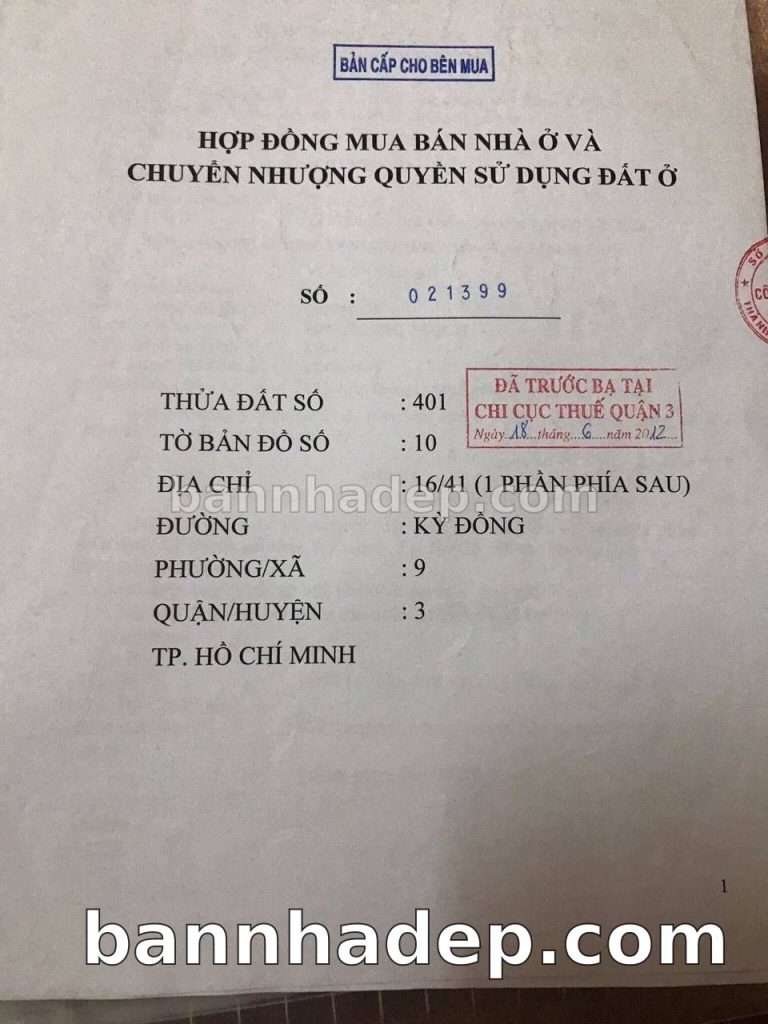 BẢN CẤP CHO BÊN MUA
HỢP ĐỒNG MUA BÁN NHÀ Ở VÀ
CHUYỂN NHƯỢNG QUYỀN SỬ DỤNG ĐẤT Ở
SỐ : 021399
ĐÃ TRƯỚC BẠ TẠI
CHI CỤC THUẾ QUẬN 3
Ngày 18 tháng 6 năm 2012
THỬA ĐẤT SỐ : 401
TỜ BẢN ĐỒ SỐ : 10
ĐỊA CHỈ : 16/41 (1 PHẦN PHÍA SAU)
bannhadep.com
ĐƯỜNG : KỲ ĐỒNG
PHƯỜNG/XÃ : 9
QUẬN/HUYỆN : 3
TP. HỒ CHÍ MINH
1
bannhadep.com